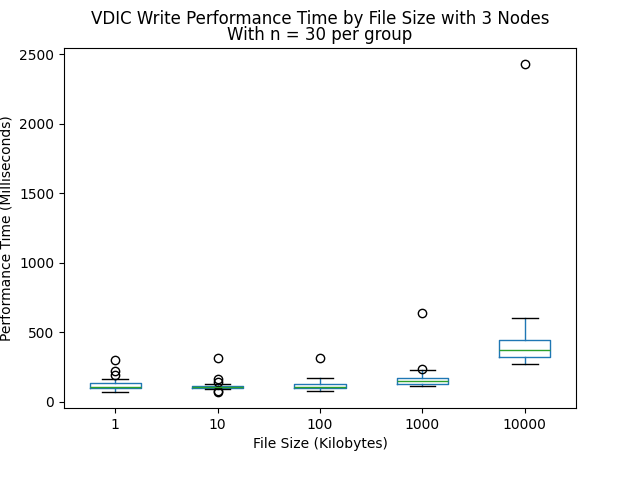 VDIC Write Performance Time by File Size with 3 Nodes
With n = 30 per group
Performance Time (Milliseconds)
2500
2000
1500
1000
500
0
1 10 100 1000 10000
File Size (Kilobytes)